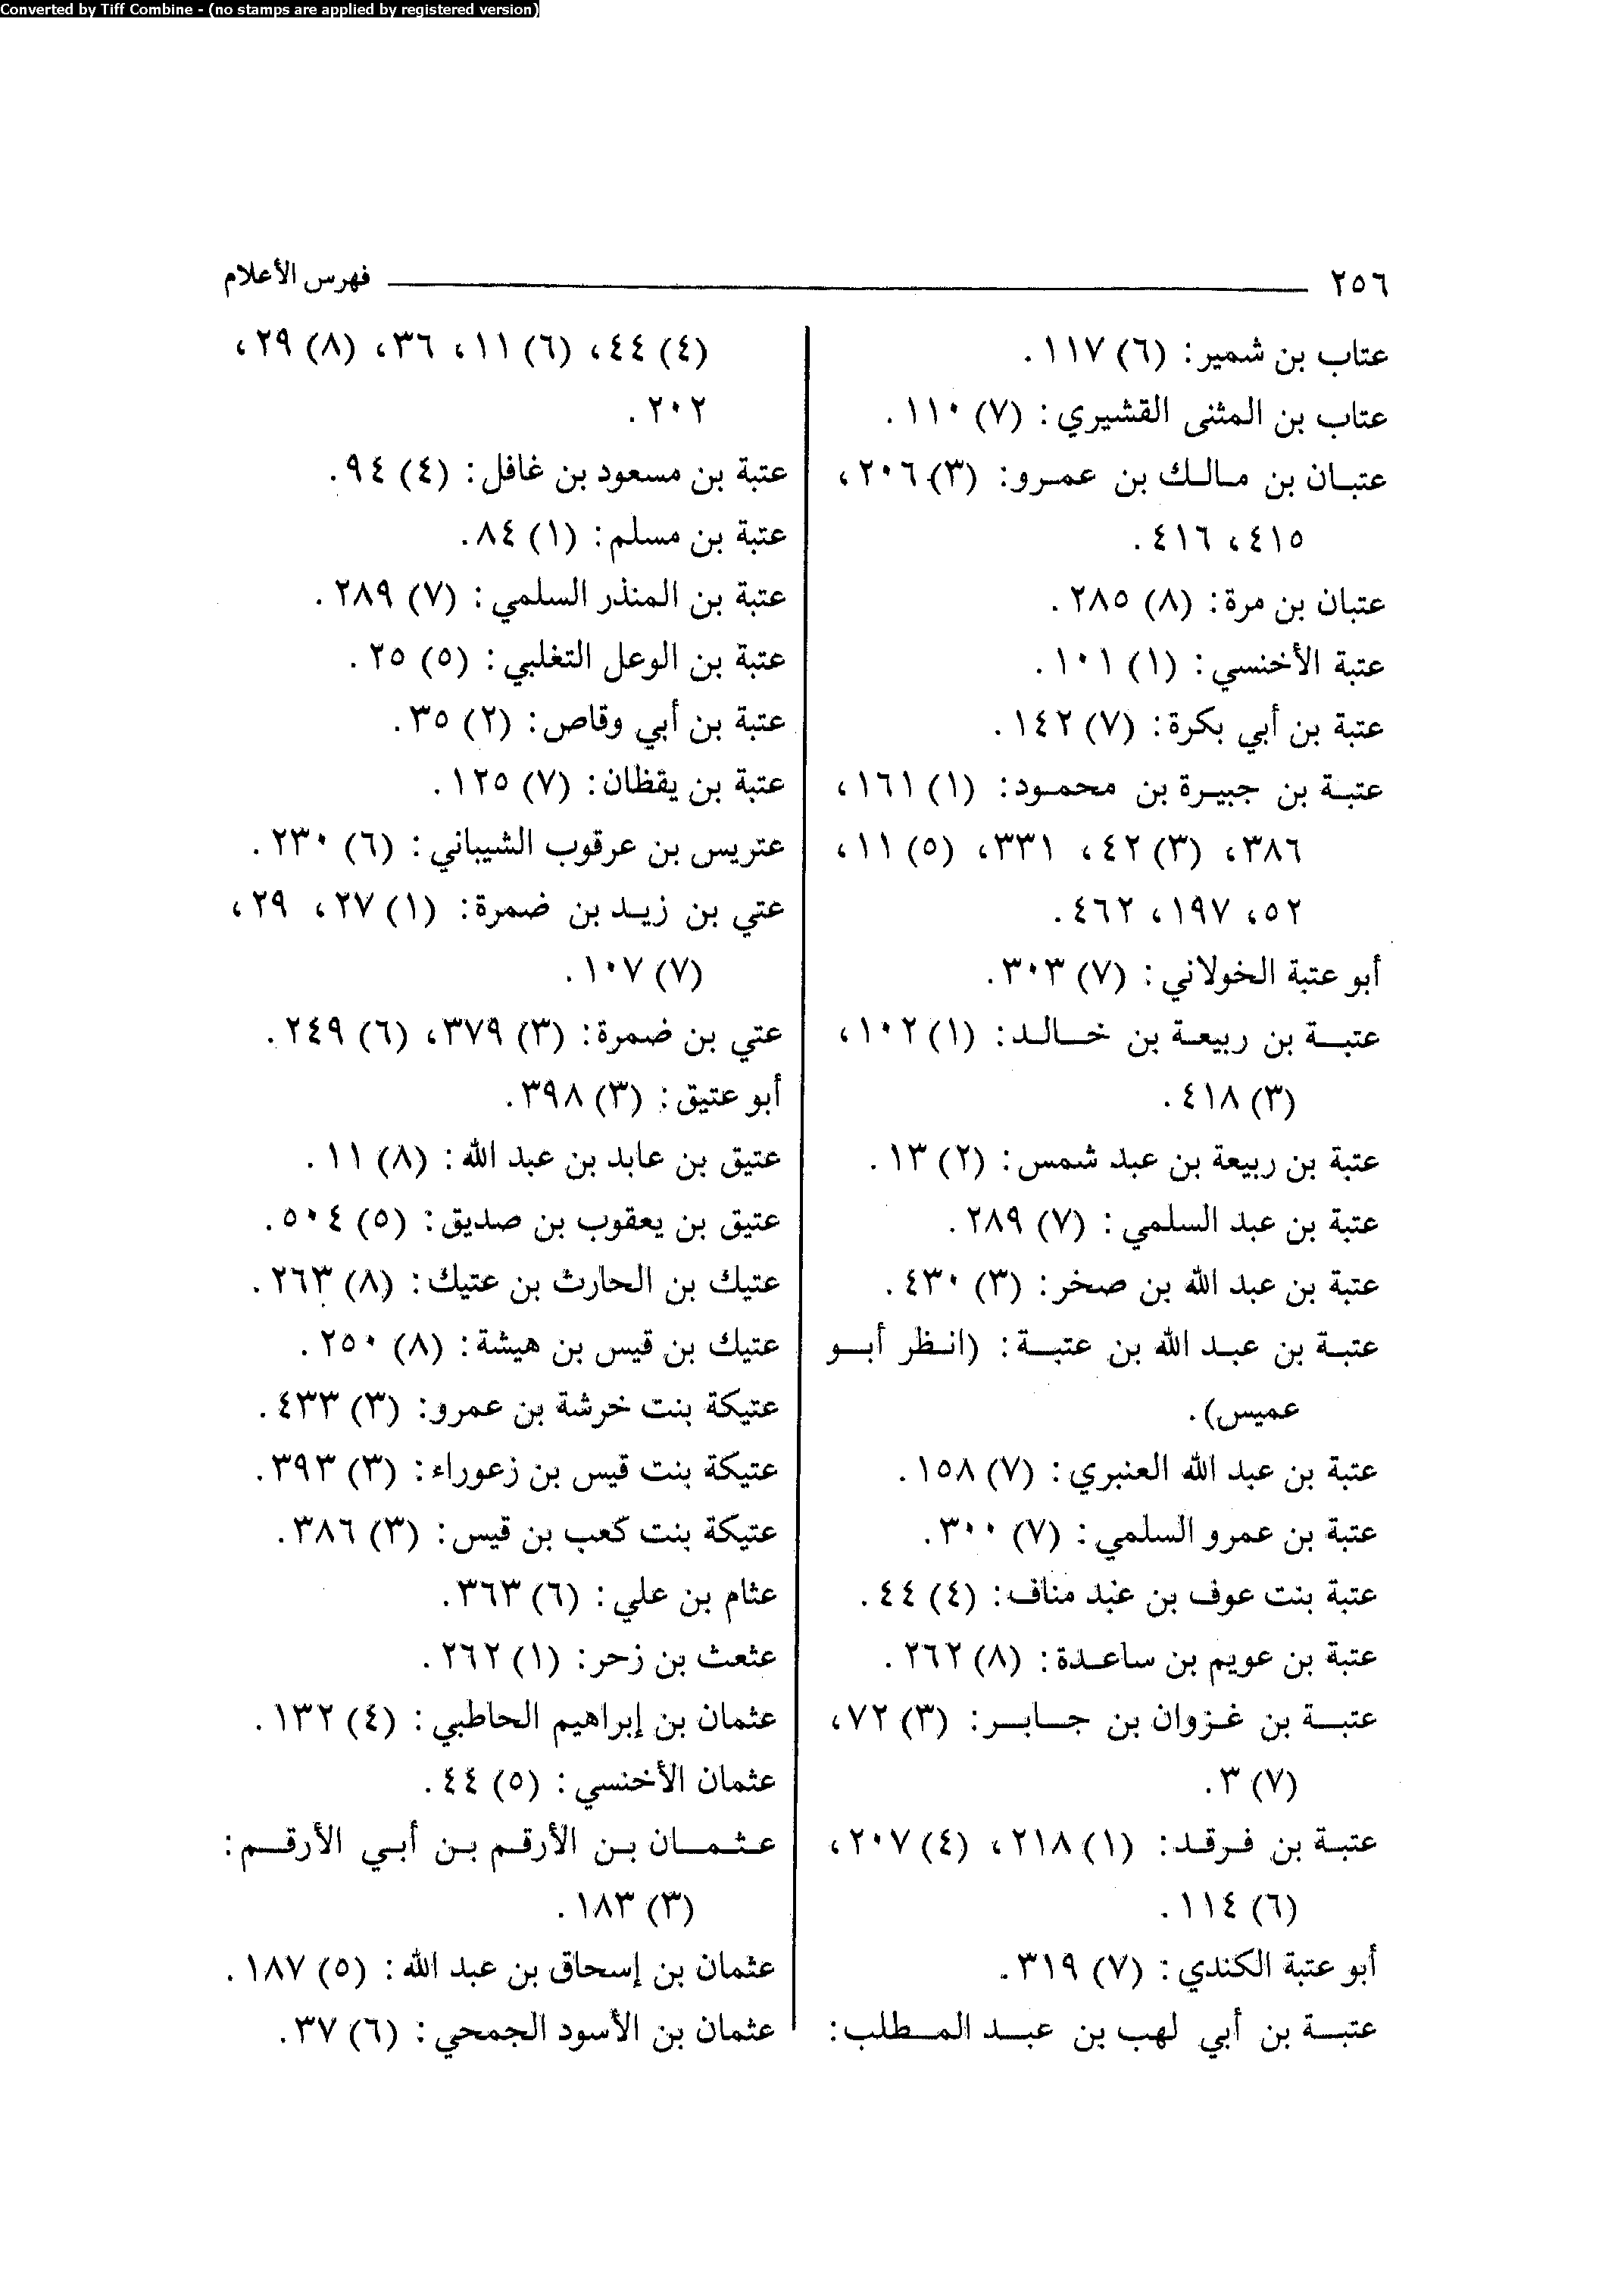 Converted by Tiff Combine - (no stamps are applied by registered version)
٢٥٦ فهرس الأعلام
عتاب بن شمير: (٦) ١١٧.
عتاب بن المثنى القشيري: (٧) ١١٠.
عتبان بن مالك بن عمرو: (٣) ٢٠٦،
٤١٥، ٤١٦.
عتبان بن مرة: (٨) ٢٨٥.
عتبة الأخنسي: (١) ١٠١.
عتبة بن أبي بكرة: (٧) ١٤٢.
عتبة بن جبيرة بن محمود: (١) ١٦١،
٣٨٦، (٣) ٤٢، ٣٣١، (٥) ١١،
٥٢، ١٩٧، ٤٦٢.
أبو عتبة الخولاني: (٧) ٣٠٣.
عتبة بن ربيعة بن خالد: (١) ١٠٢،
(٣) ٤١٨.
عتبة بن ربيعة بن عبد شمس: (٢) ١٣.
عتبة بن عبد السلمي: (٧) ٢٨٩.
عتبة بن عبد الله بن صخر: (٣) ٤٣٠.
عتبة بن عبد الله بن عتبة: (انظر أبو
عميس).
عتبة بن عبد الله العنبري: (٧) ١٥٨.
عتبة بن عمرو السلمي: (٧) ٣٠٠.
عتبة بنت عوف بن عبد مناف: (٤) ٤٤.
عتبة بن عويم بن ساعدة: (٨) ٢٦٢.
عتبة بن غزوان بن جابر: (٣) ٧٢،
(٧) ٣.
عتبة بن فرقد: (١) ٢١٨، (٤) ٢٠٧،
(٦) ١١٤.
أبو عتبة الكندي: (٧) ٣١٩.
عتبة بن أبي لهب بن عبد المطلب:
(٤) ٤٤، (٦) ١١، ٣٦، (٨) ٢٩،
٢٠٢.
عتبة بن مسعود بن غافل: (٤) ٩٤.
عتبة بن مسلم: (١) ٨٤.
عتبة بن المنذر السلمي: (٧) ٢٨٩.
عتبة بن الوعل التغلبي: (٥) ٢٥.
عتبة بن أبي وقاص: (٢) ٣٥.
عتبة بن يقظان: (٧) ١٢٥.
عتريس بن عرقوب الشيباني: (٦) ٢٣٠.
عتي بن زيد بن ضمرة: (١) ٢٧، ٢٩،
(٧) ١٠٧.
عتي بن ضمرة: (٣) ٣٧٩، (٦) ٢٤٩.
أبو عتيق: (٣) ٣٩٨.
عتيق بن عابد بن عبد الله: (٨) ١١.
عتيق بن يعقوب بن صديق: (٥) ٥٠٤.
عتيك بن الحارث بن عتيك: (٨) ٢٦٣.
عتيك بن قيس بن هيشة: (٨) ٢٥٠.
عتيكة بنت خرشة بن عمرو: (٣) ٤٣٣.
عتيكة بنت قيس بن زعوراء: (٣) ٣٩٣.
عتيكة بنت كعب بن قيس: (٣) ٣٨٦.
عثام بن علي: (٦) ٣٦٣.
عثعث بن زحر: (١) ٢٦٢.
عثمان بن إبراهيم الحاطبي: (٤) ١٣٢.
عثمان الأخنسي: (٥) ٤٤.
عثمان بن الأرقم بن أبي الأرقم:
(٣) ١٨٣.
عثمان بن إسحاق بن عبد الله: (٥) ١٨٧.
عثمان بن الأسود الجمحي: (٦) ٣٧.